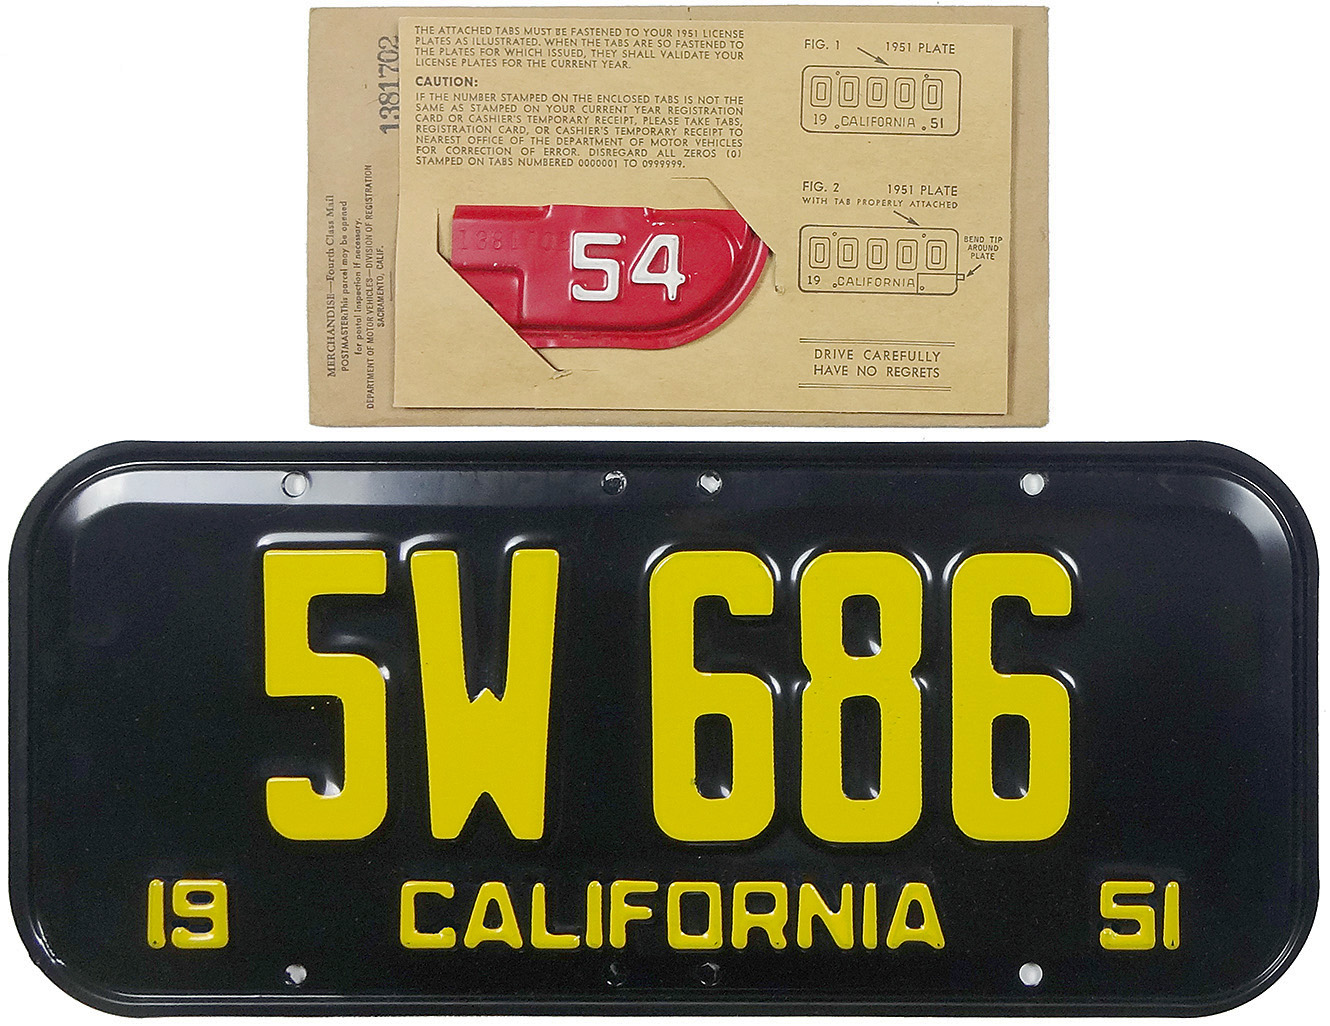 THE ATTACHED TABS MUST BE FASTENED TO YOUR 1951 LICENSE
PLATES AS ILLUSTRATED. WHEN THE TABS ARE SO FASTENED TO
THE PLATES FOR WHICH ISSUED, THEY SHALL VALIDATE YOUR
LICENSE PLATES FOR THE CURRENT YEAR.
CAUTION:
IF THE NUMBER STAMPED ON THE ENCLOSED TABS IS NOT THE
SAME AS STAMPED ON YOUR CURRENT YEAR REGISTRATION
CARD OR CASHIER'S TEMPORARY RECEIPT, PLEASE TAKE TABS,
REGISTRATION CARD, OR CASHIER'S TEMPORARY RECEIPT TO
NEAREST OFFICE OF THE DEPARTMENT OF MOTOR VEHICLES
FOR CORRECTION OF ERROR. DISREGARD ALL ZEROS (0)
STAMPED ON TABS NUMBERED 0000001 TO 0999999.
1381702
MERCHANDISE—Fourth Class Mail
POSTMASTER:This parcel may be opened
for postal inspection if necessary.
DEPARTMENT OF MOTOR VEHICLES—DIVISION OF REGISTRATION
SACRAMENTO, CALIF.
1381702
54
FIG. 1 1951 PLATE
00000
19 CALIFORNIA 51
FIG. 2 1951 PLATE
WITH TAB PROPERLY ATTACHED
00000
19 CALIFORNIA
BEND TIP
AROUND
PLATE
DRIVE CAREFULLY
HAVE NO REGRETS
5W 686
19 CALIFORNIA 51